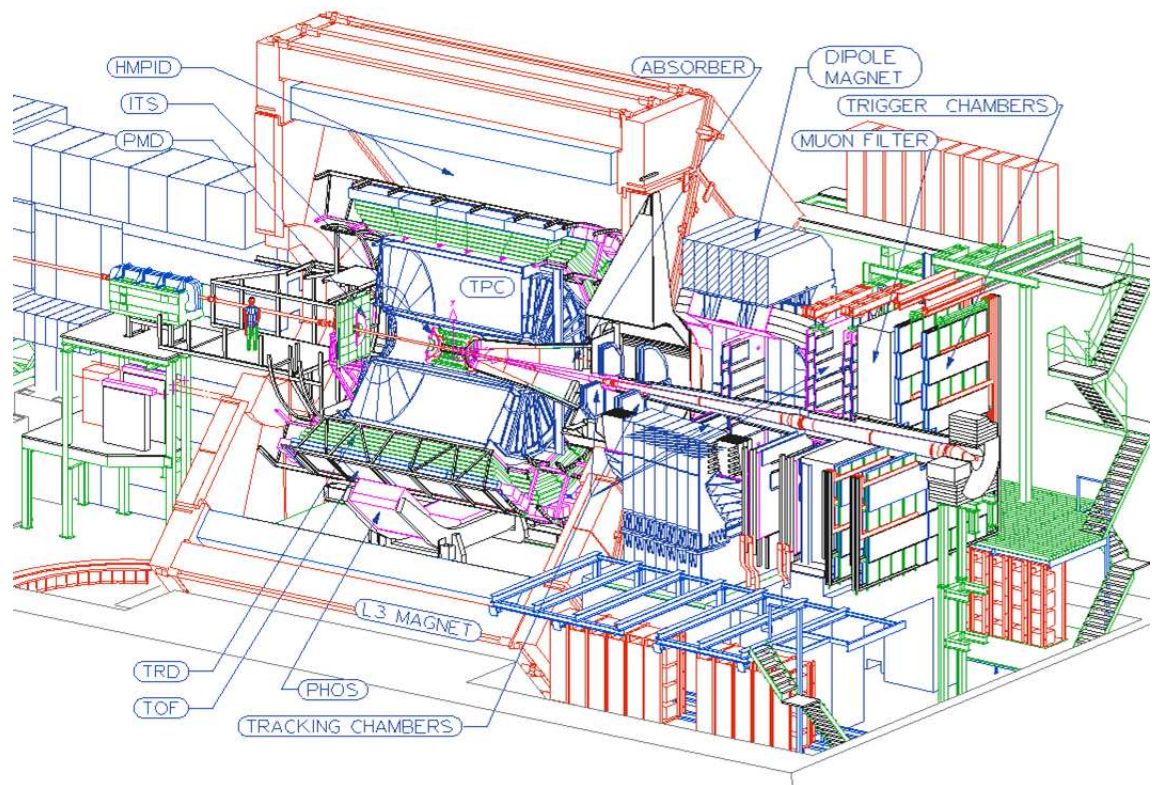 HMPID
ITS
PMD
ABSORBER
DIPOLE
MAGNET
TRIGGER CHAMBERS
MUON FILTER
TPC
L3 MAGNET
TRD
TOF
PHOS
TRACKING CHAMBERS